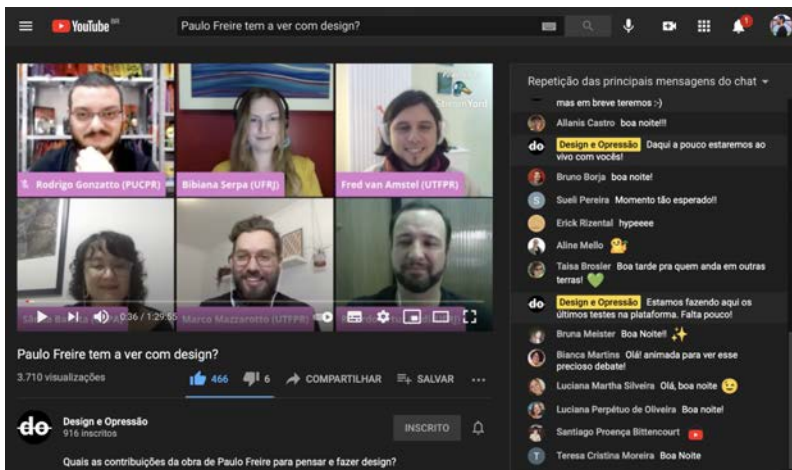 YouTube BR
Paulo Freire tem a ver com design?
1
Powered by
StreamYard
Rodrigo Gonzatto (PUCPR)
Bibiana Serpa (UFRJ)
Fred van Amstel (UTFPR)
Marco Mazzarotto (UTFPR)
0:36 / 1:29:55
Paulo Freire tem a ver com design?
3.710 visualizações
466
6
COMPARTILHAR
SALVAR
do
Design e Opressão
916 inscritos
INSCRITO
Quais as contribuições da obra de Paulo Freire para pensar e fazer design?
Repetição das principais mensagens do chat
mas em breve teremos :-)
Allanis Castro boa noite!!!
do Design e Opressão Daqui a pouco estaremos ao
vivo com vocês!
Bruno Borja boa noite!
S Sueli Pereira Momento tão esperado!!
Erick Rizental hypeeee
Aline Mello
Taisa Brosler Boa tarde pra quem anda em outras
terras! 💚
do Design e Opressão Estamos fazendo aqui os
últimos testes na plataforma. Falta pouco!
Bruna Meister Boa Noite!! ✨
Bianca Martins Olá! animada para ver esse
precioso debate!
Luciana Martha Silveira Olá, boa noite 😉
Luciana Perpétuo de Oliveira Boa noite!
Santiago Proença Bittencourt
T Teresa Cristina Moreira Boa Noite